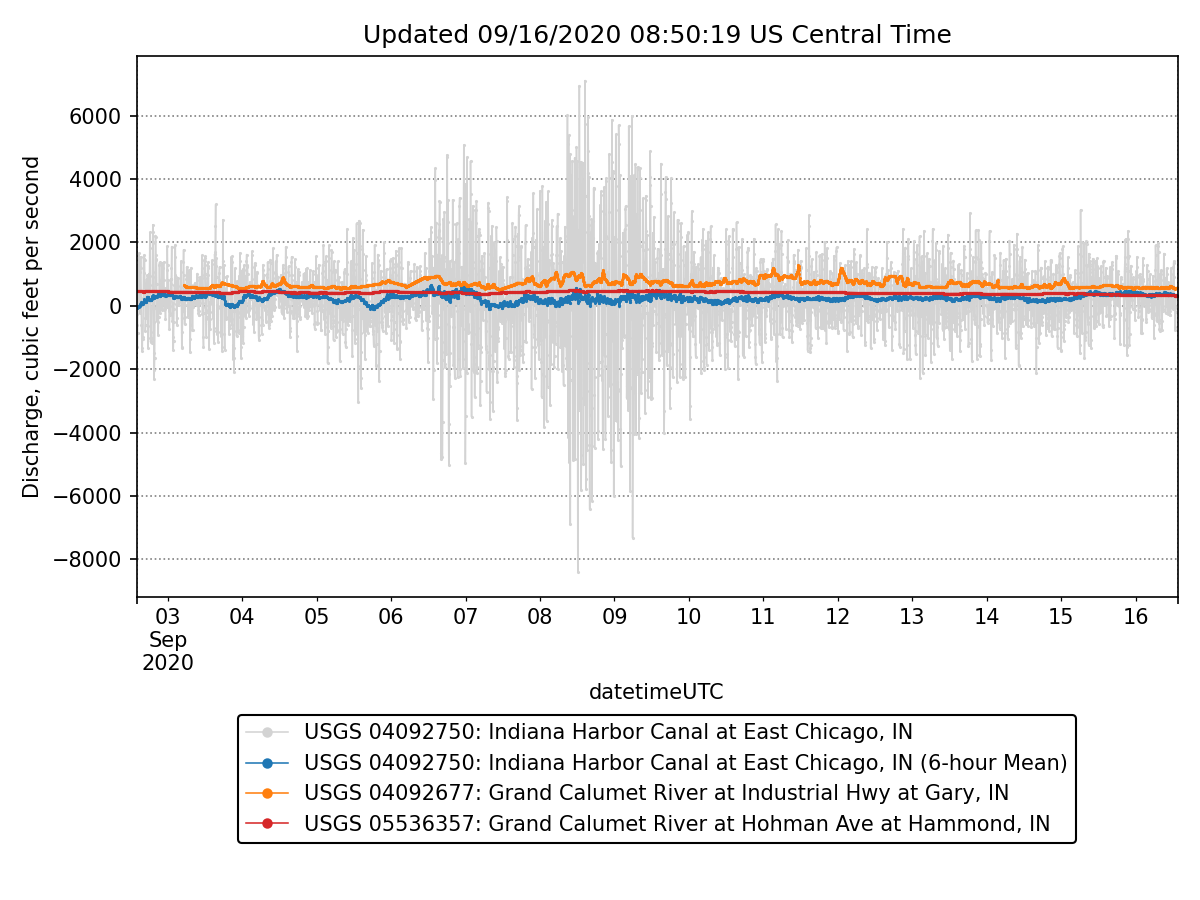 Updated 09/16/2020 08:50:19 US Central Time
Discharge, cubic feet per second
6000
4000
2000
0
−2000
−4000
−6000
−8000
03 04 05 06 07 08 09 10 11 12 13 14 15 16
Sep
2020
datetimeUTC
USGS 04092750: Indiana Harbor Canal at East Chicago, IN
USGS 04092750: Indiana Harbor Canal at East Chicago, IN (6-hour Mean)
USGS 04092677: Grand Calumet River at Industrial Hwy at Gary, IN
USGS 05536357: Grand Calumet River at Hohman Ave at Hammond, IN